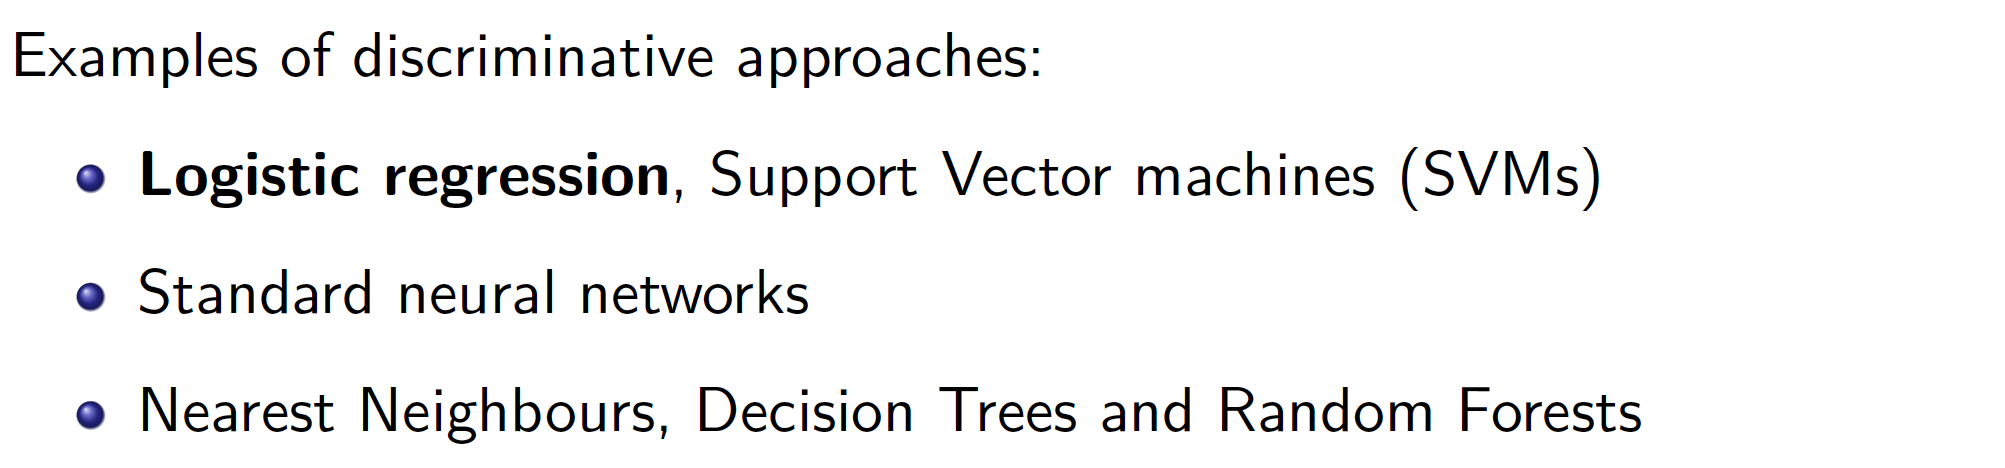 Examples of discriminative approaches:
Logistic regression, Support Vector machines (SVMs)
Standard neural networks
Nearest Neighbours, Decision Trees and Random Forests